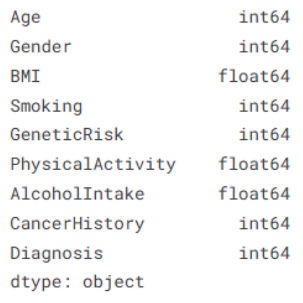 Age int64
Gender int64
BMI float64
Smoking int64
GeneticRisk int64
PhysicalActivity float64
AlcoholIntake float64
CancerHistory int64
Diagnosis int64
dtype: object